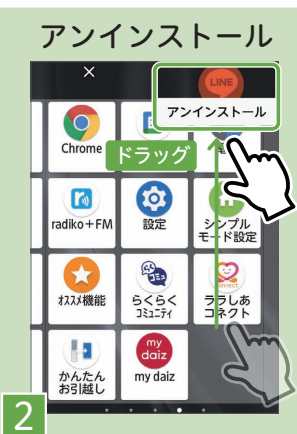 アンインストール
×
LINE
アンインストール
Chrome
ドラッグ
radiko+FM
設定
シンプル
モード設定
オススメ機能
らくらく
コミュニティ
ララしあ
コネクト
connect
かんたん
お引越し
my
daiz
my daiz
2